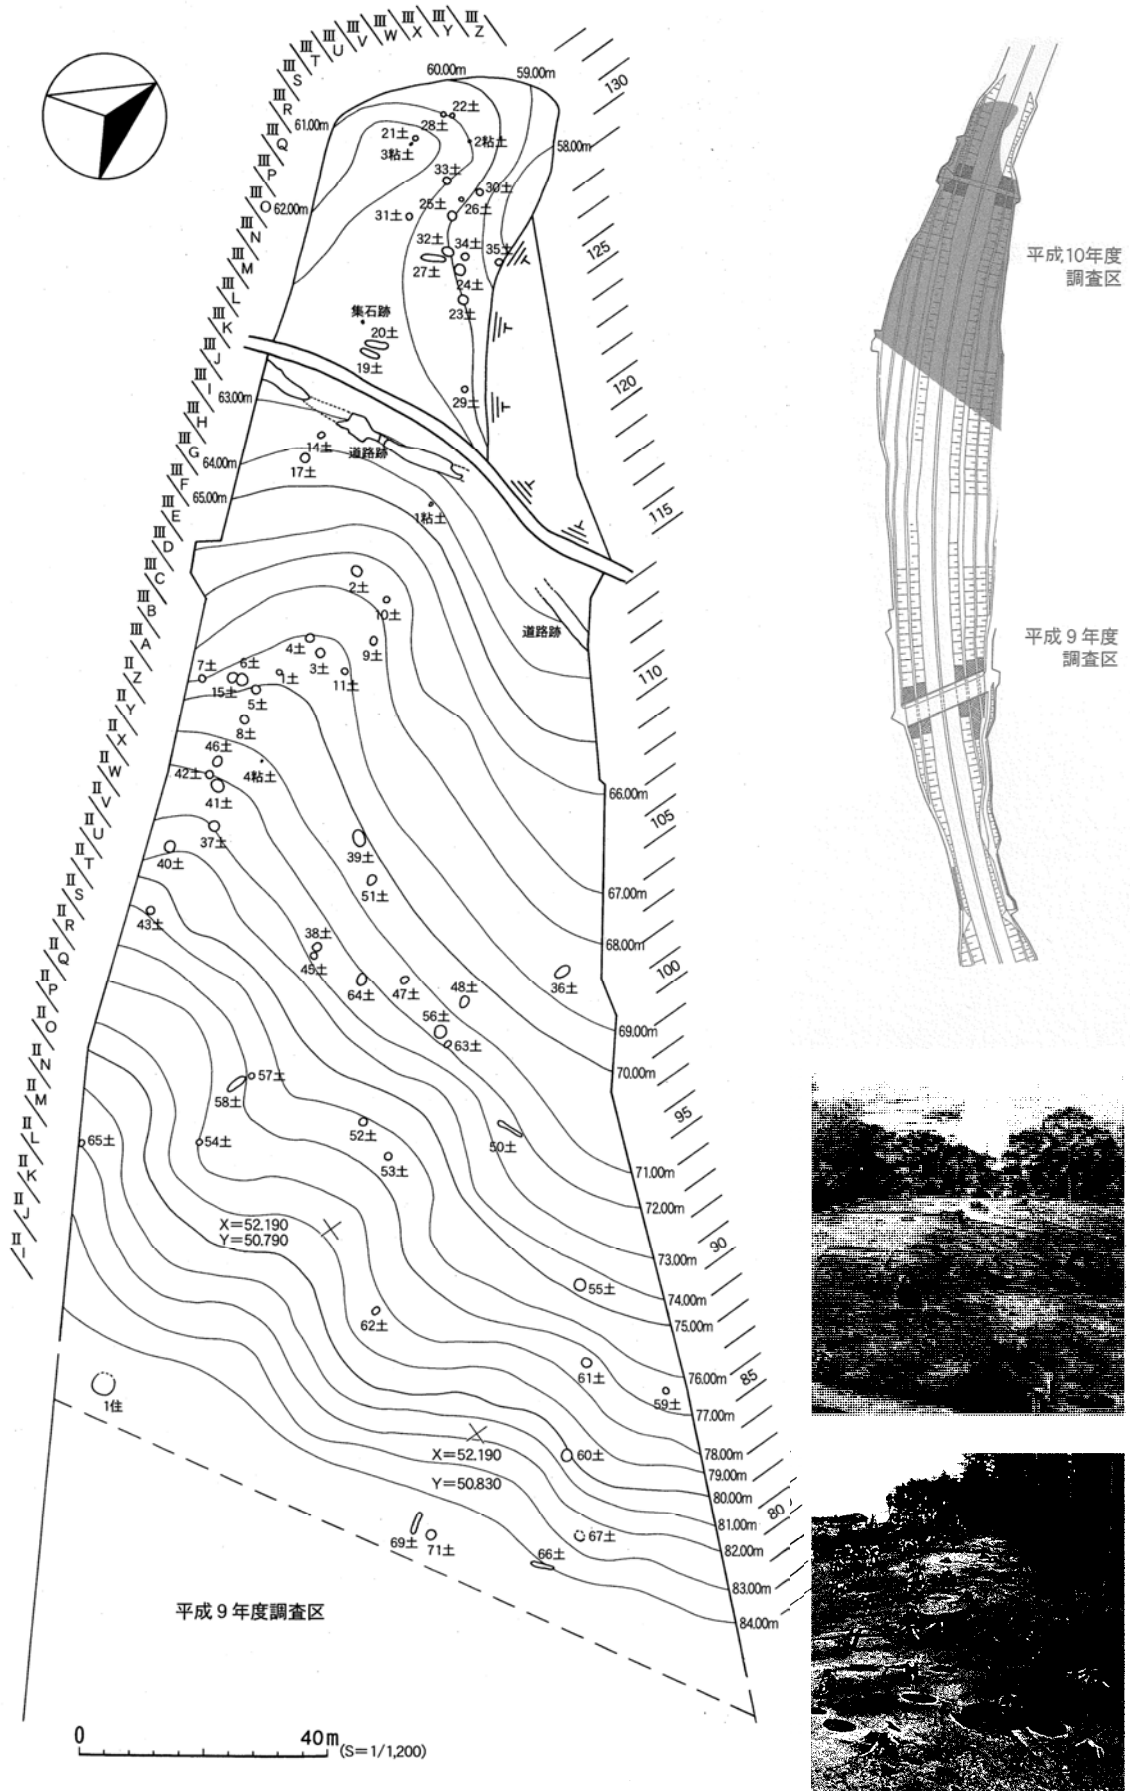 Ⅲ Z
Ⅲ Y
Ⅲ X
Ⅲ W
Ⅲ V
Ⅲ U
Ⅲ T
Ⅲ S
Ⅲ R
Ⅲ Q
Ⅲ P
Ⅲ O
Ⅲ N
Ⅲ M
Ⅲ L
Ⅲ K
Ⅲ J
Ⅲ I
Ⅲ H
Ⅲ G
Ⅲ F
Ⅲ E
Ⅲ D
Ⅲ C
Ⅲ B
Ⅲ A
Ⅱ Z
Ⅱ Y
Ⅱ X
Ⅱ W
Ⅱ V
Ⅱ U
Ⅱ T
Ⅱ S
Ⅱ R
Ⅱ Q
Ⅱ P
Ⅱ O
Ⅱ N
Ⅱ M
Ⅱ L
Ⅱ K
Ⅱ J
Ⅱ I
60.00m
59.00m
61.00m
58.00m
62.00m
63.00m
64.00m
65.00m
130
125
120
115
110
105
100
95
90
85
80
22土
28土
21土
3粘土
2粘土
33土
30土
25土
26土
31土
32土
34土
35土
27土
24土
23土
集石跡
20土
19土
29土
14土
道路跡
17土
1粘土
2土
10土
道路跡
4土
9土
3土
7土
6土
1土
11土
15土
5土
8土
46土
4粘土
42土
41土
37土
39土
40土
51土
43土
38土
45土
64土
47土
48土
36土
56土
63土
57土
58土
52土
50土
65土
54土
53土
X=52.190
Y=50.790
55土
62土
61土
59土
1住
X=52.190
Y=50.830
60土
69土
71土
67土
66土
66.00m
67.00m
68.00m
69.00m
70.00m
71.00m
72.00m
73.00m
74.00m
75.00m
76.00m
77.00m
78.00m
79.00m
80.00m
81.00m
82.00m
83.00m
84.00m
平成９年度調査区
0
40m
(S=1/1,200)
平成10年度
調査区
平成９年度
調査区